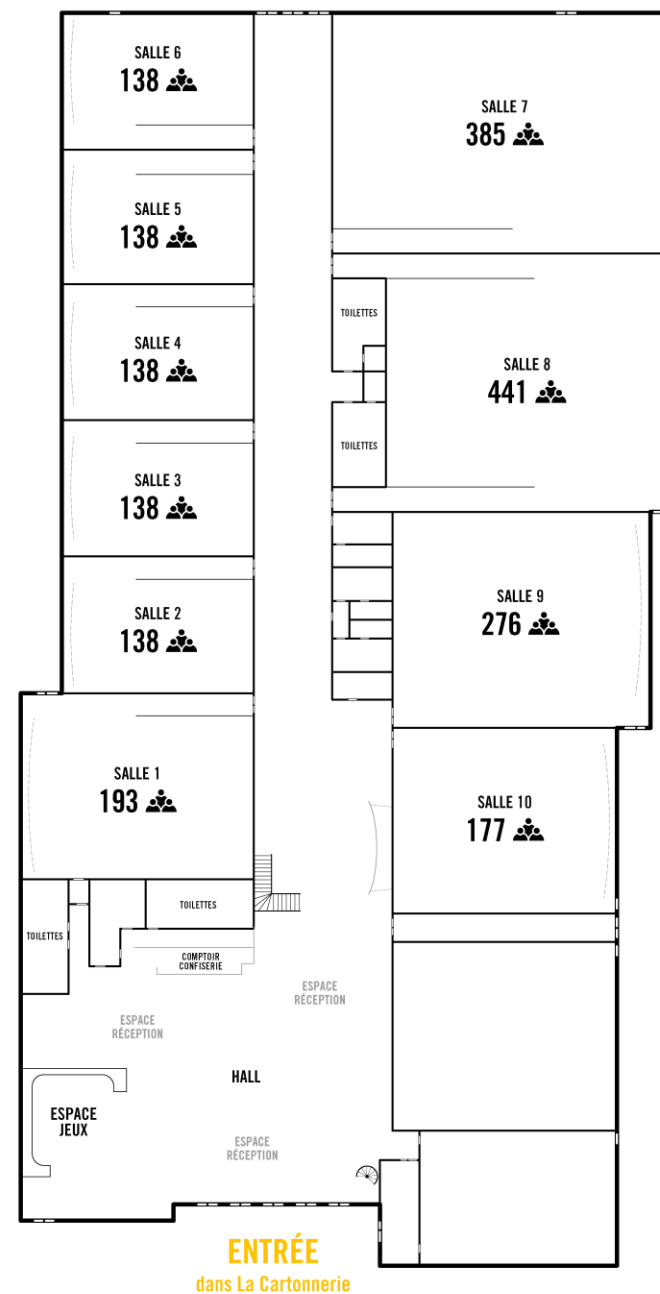 SALLE 6
138
SALLE 7
385
SALLE 5
138
TOILETTES
SALLE 4
138
SALLE 8
441
TOILETTES
SALLE 3
138
SALLE 9
276
SALLE 2
138
SALLE 1
193
SALLE 10
177
TOILETTES
TOILETTES
COMPTOIR
CONFISERIE
ESPACE
RÉCEPTION
ESPACE
RÉCEPTION
HALL
ESPACE
JEUX
ESPACE
RÉCEPTION
ENTRÉE
dans La Cartonnerie